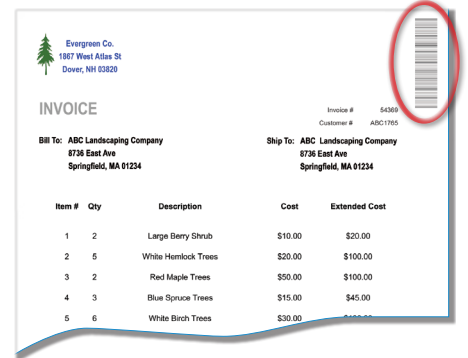 Evergreen Co.
1867 West Atlas St
Dover, NH 03820
INVOICE
Invoice # 54369
Customer # ABC1765
Bill To: ABC Landscaping Company Ship To: ABC Landscaping Company
8736 East Ave 8736 East Ave
Springfield, MA 01234 Springfield, MA 01234
Item # Qty Description Cost Extended Cost
1 2 Large Berry Shrub $10.00 $20.00
2 5 White Hemlock Trees $20.00 $100.00
3 2 Red Maple Trees $50.00 $100.00
4 3 Blue Spruce Trees $15.00 $45.00
5 6 White Birch Trees $30.00